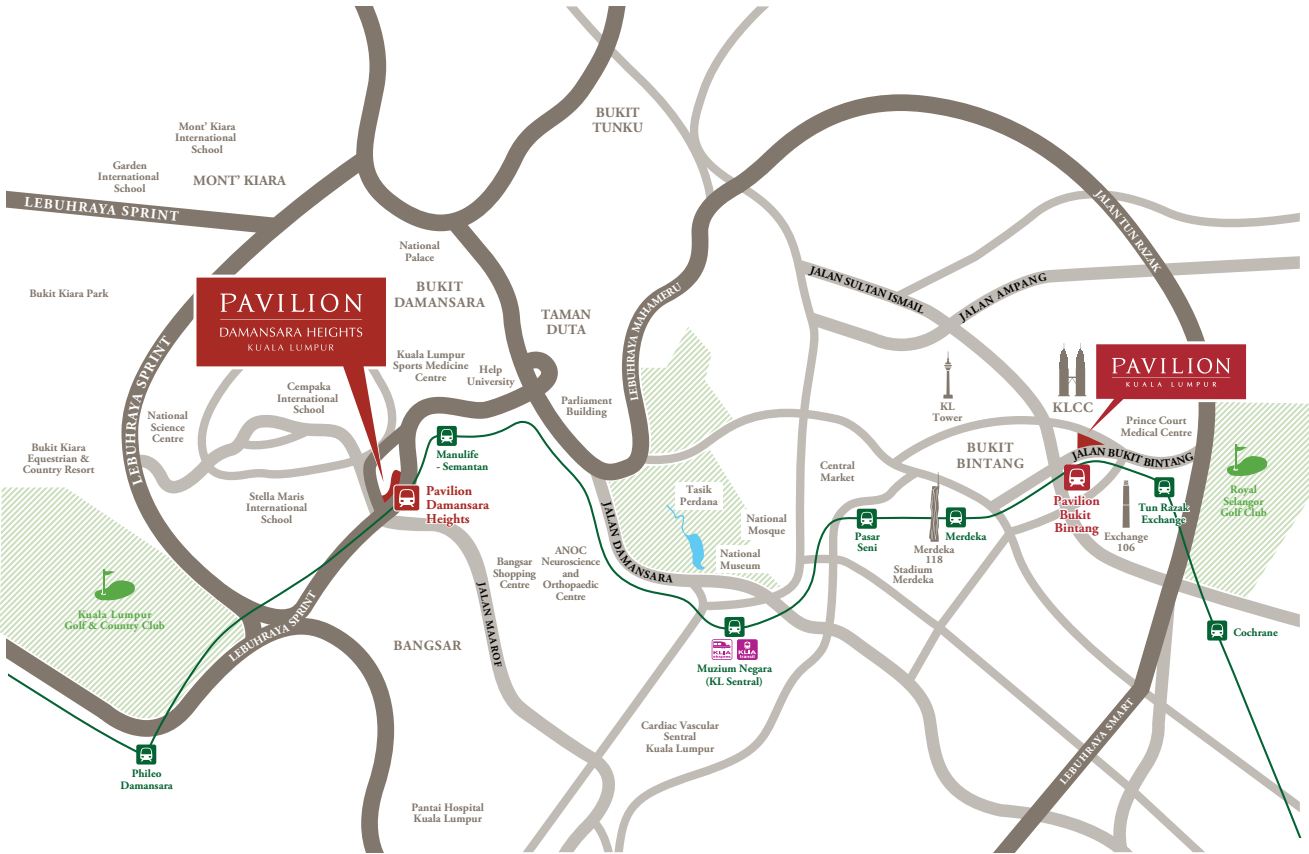 BUKIT
TUNKU
Mont’ Kiara
International
School
Garden
International
School
MONT’ KIARA
LEBUHRAYA SPRINT
JALAN TUN RAZAK
National
Palace
Bukit Kiara Park
BUKIT
DAMANSARA
PAVILION
DAMANSARA HEIGHTS
KUALA LUMPUR
TAMAN
DUTA
LEBUHRAYA MAHAMERU
JALAN SULTAN ISMAIL
JALAN AMPANG
LEBUHRAYA SPRINT
Kuala Lumpur
Sports Medicine
Centre
Help
University
Cempaka
International
School
Parliament
Building
National
Science
Centre
KL
Tower
KLCC
PAVILION
KUALA LUMPUR
Prince Court
Medical Centre
Bukit Kiara
Equestrian &
Country Resort
Manulife
- Semantan
BUKIT
BINTANG
JALAN BUKIT BINTANG
Central
Market
Stella Maris
International
School
Pavilion
Damansara
Heights
Tasik
Perdana
National
Mosque
National
Museum
Pasar
Seni
Merdeka
Merdeka
118
Stadium
Merdeka
Pavilion
Bukit
Bintang
Exchange
106
Tun Razak
Exchange
Royal
Selangor
Golf Club
JALAN DAMANSARA
Bangsar
Shopping
Centre
ANOC
Neuroscience
and
Orthopaedic
Centre
JALAN MAAROF
Kuala Lumpur
Golf & Country Club
LEBUHRAYA SPRINT
BANGSAR
KLIA
ekspres
KLIA
transit
Muzium Negara
(KL Sentral)
Cochrane
LEBUHRAYA SMART
Cardiac Vascular
Sentral
Kuala Lumpur
Phileo
Damansara
Pantai Hospital
Kuala Lumpur